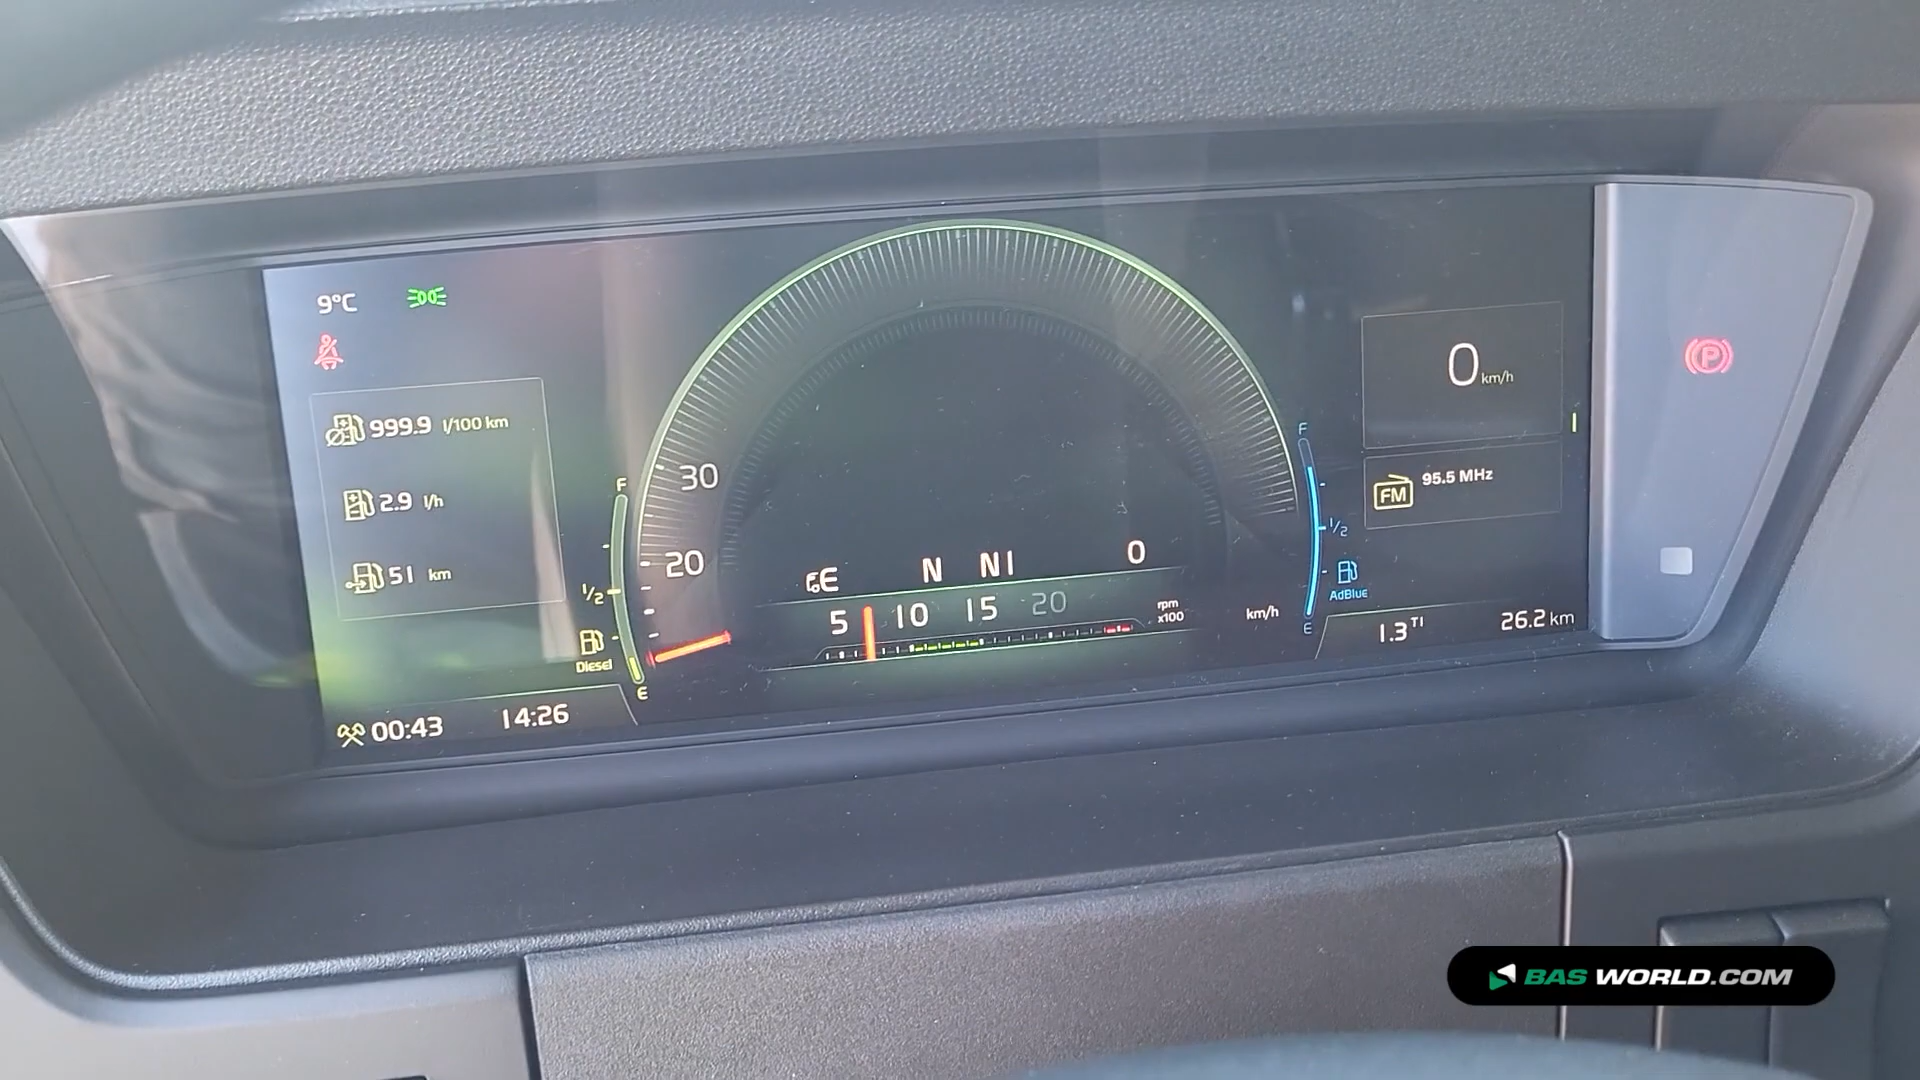 9°C
999.9 l/100 km
2.9 l/h
51 km
00:43
14:26
F
1/2
Diesel
E
30
20
E
N
N1
0
5 10 15 20
rpm
x100
km/h
F
1/2
AdBlue
E
0 km/h
FM 95.5 MHz
1.3 TI
26.2 km
P
BAS WORLD.COM